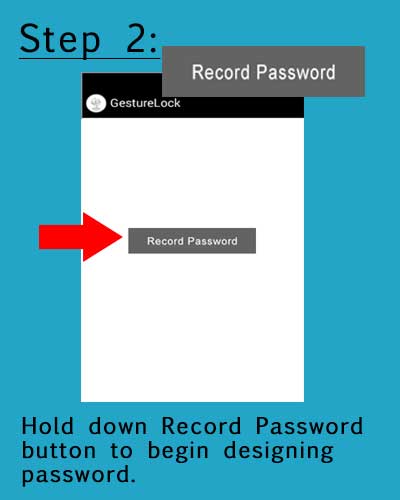 Step 2:
Record Password
GestureLock
Record Password
Hold down Record Password
button to begin designing
password.